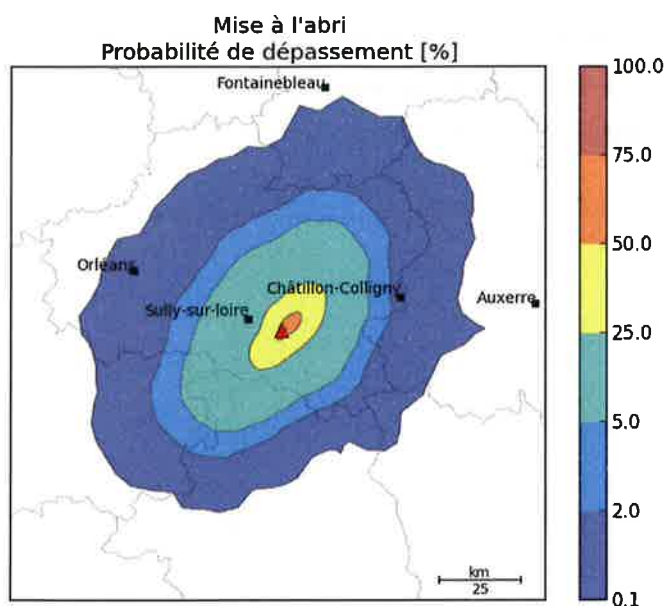 Mise à l'abri
Probabilité de dépassement [%]
Fontainebleau
Orléans
Châtillon-Colligny
Sully-sur-loire
Auxerre
km
25
100.0
75.0
50.0
25.0
5.0
2.0
0.1